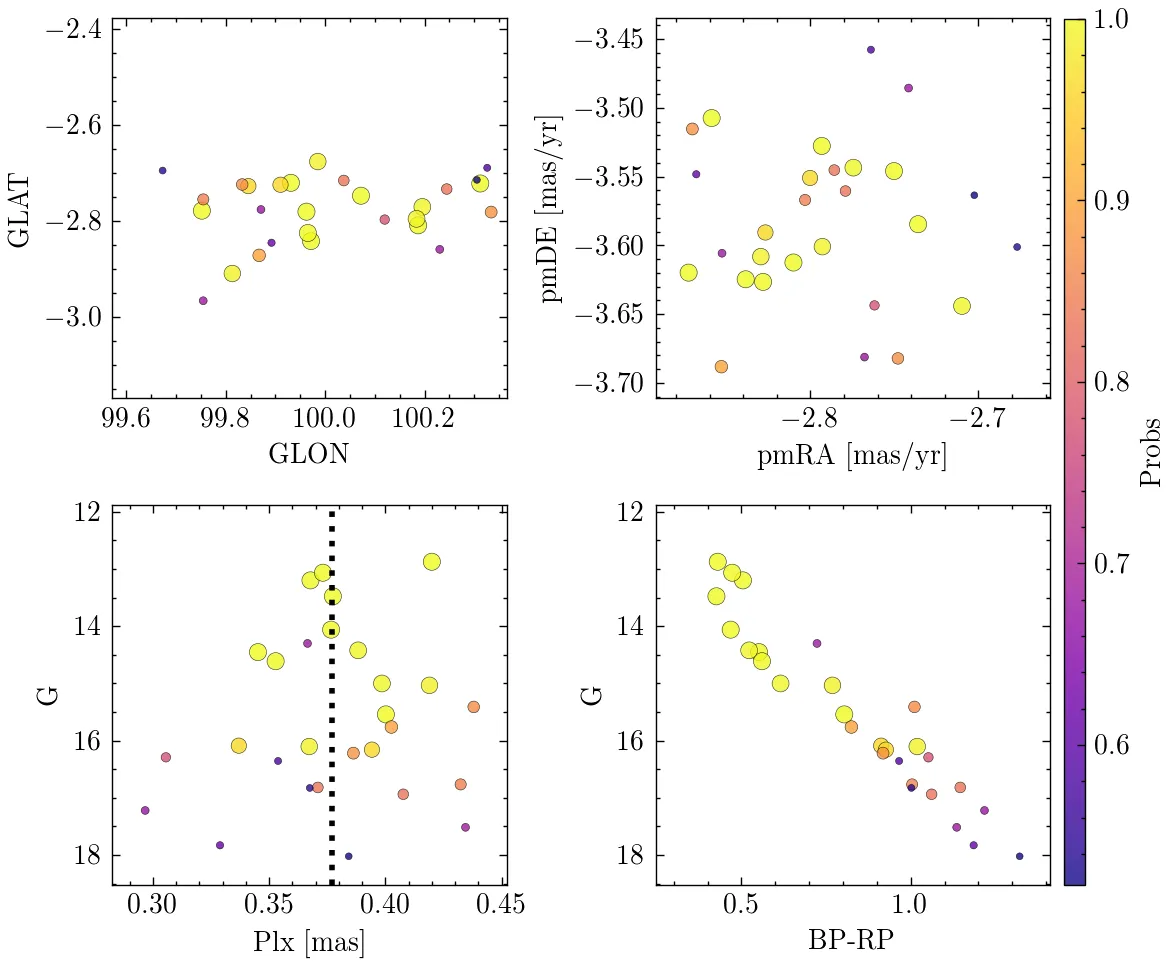 −2.4
−2.6
−2.8
−3.0
GLAT
99.6 99.8 100.0 100.2
GLON
−3.45
−3.50
−3.55
−3.60
−3.65
−3.70
pmDE [mas/yr]
−2.8 −2.7
pmRA [mas/yr]
12
14
16
18
G
0.30 0.35 0.40 0.45
Plx [mas]
12
14
16
18
G
0.5 1.0
BP-RP
1.0
0.9
0.8
0.7
0.6
Probs